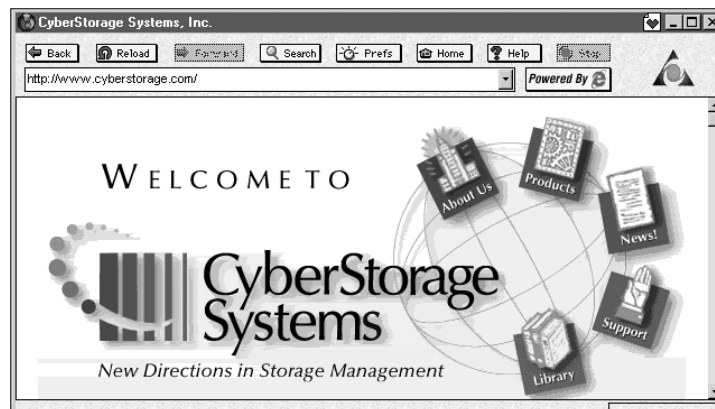 CyberStorage Systems, Inc.
Back Reload Forward Search Prefs Home Help Stop
http://www.cyberstorage.com/ Powered By
WELCOME TO
About Us
Products
News!
CyberStorage
Systems
Support
New Directions in Storage Management
Library